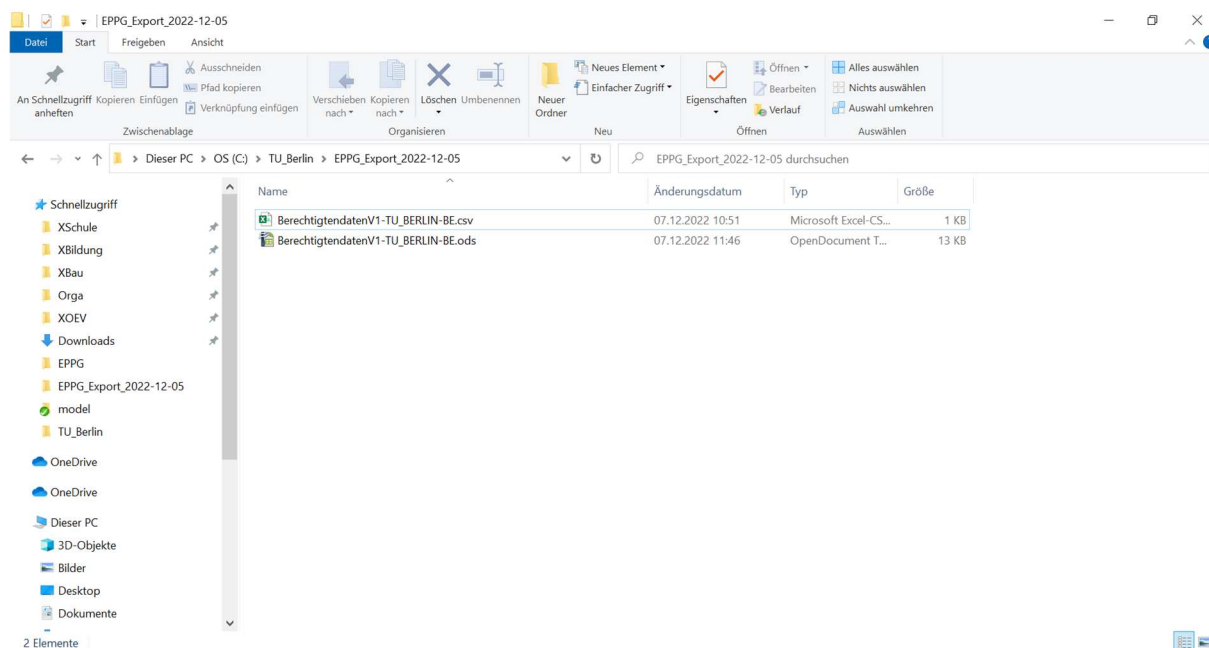 EPPG_Export_2022-12-05
Datei Start Freigeben Ansicht
An Schnellzugriff anheften
Kopieren
Einfügen
Ausschneiden
Pfad kopieren
Verknüpfung einfügen
Zwischenablage
Verschieben nach
Kopieren nach
Löschen
Umbenennen
Organisieren
Neuer Ordner
Neues Element
Einfacher Zugriff
Neu
Eigenschaften
Öffnen
Bearbeiten
Verlauf
Öffnen
Alles auswählen
Nichts auswählen
Auswahl umkehren
Auswählen
Dieser PC > OS (C:) > TU_Berlin > EPPG_Export_2022-12-05
EPPG_Export_2022-12-05 durchsuchen
Name Änderungsdatum Typ Größe
BerechtigtendatenV1-TU_BERLIN-BE.csv 07.12.2022 10:51 Microsoft Excel-CS... 1 KB
BerechtigtendatenV1-TU_BERLIN-BE.ods 07.12.2022 11:46 OpenDocument T... 13 KB
Schnellzugriff
XSchule
XBildung
XBau
Orga
XOEV
Downloads
EPPG
EPPG_Export_2022-12-05
model
TU_Berlin
OneDrive
OneDrive
Dieser PC
3D-Objekte
Bilder
Desktop
Dokumente
2 Elemente